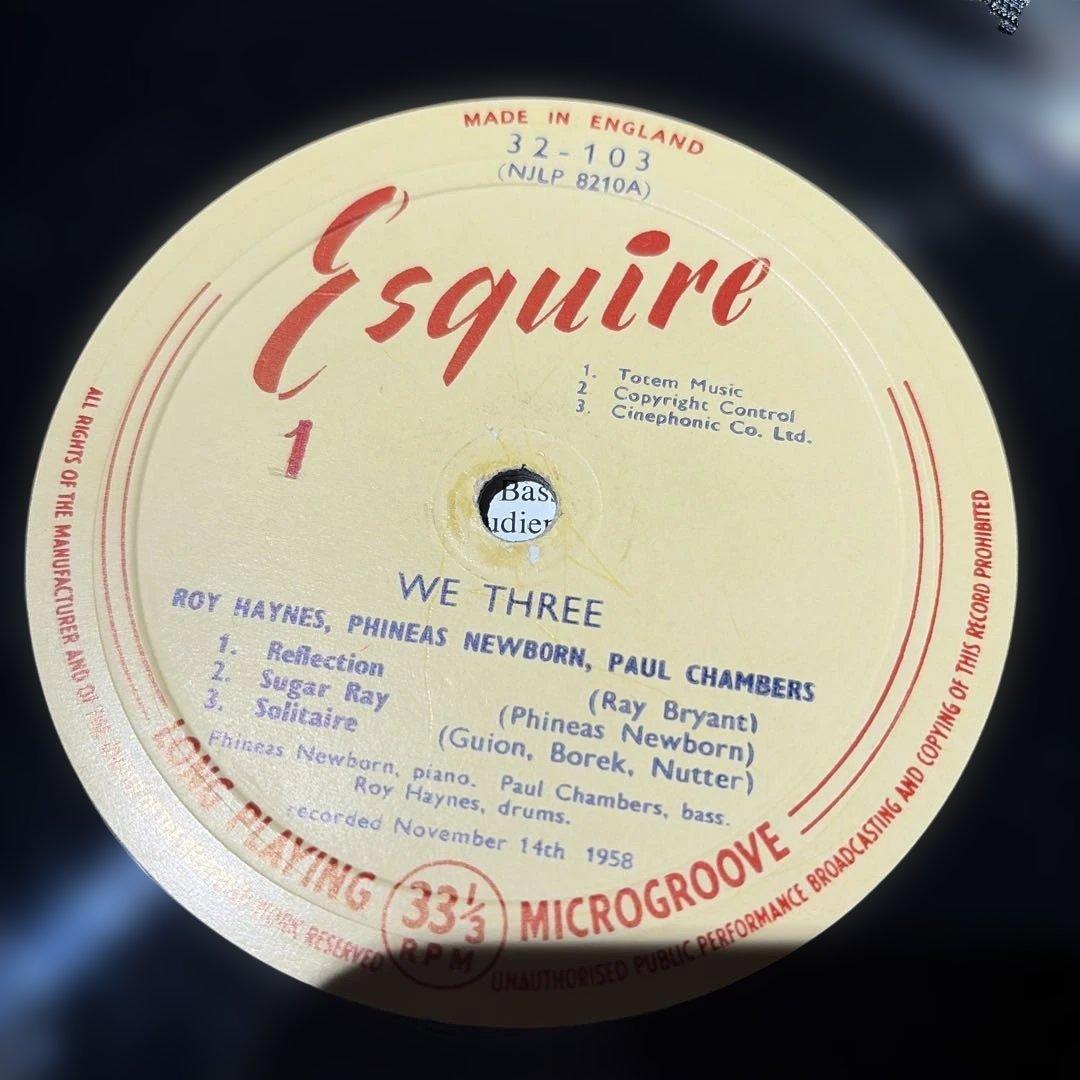 MADE IN ENGLAND
32-103
(NJLP 8210A)
Esquire
1. Totem Music
2. Copyright Control
3. Cinephonic Co. Ltd.
1
Bas
udie
WE THREE
ROY HAYNES, PHINEAS NEWBORN, PAUL CHAMBERS
1. Reflection (Ray Bryant)
2. Sugar Ray (Phineas Newborn)
3. Solitaire (Guion, Borek, Nutter)
Phineas Newborn, piano. Paul Chambers, bass.
Roy Haynes, drums.
recorded November 14th 1958
LONG PLAYING 33⅓ RPM MICROGROOVE
ALL RIGHTS OF THE MANUFACTURER AND OF THE RESERVED
UNAUTHORISED PUBLIC PERFORMANCE BROADCASTING AND COPYING OF THIS RECORD PROHIBITED